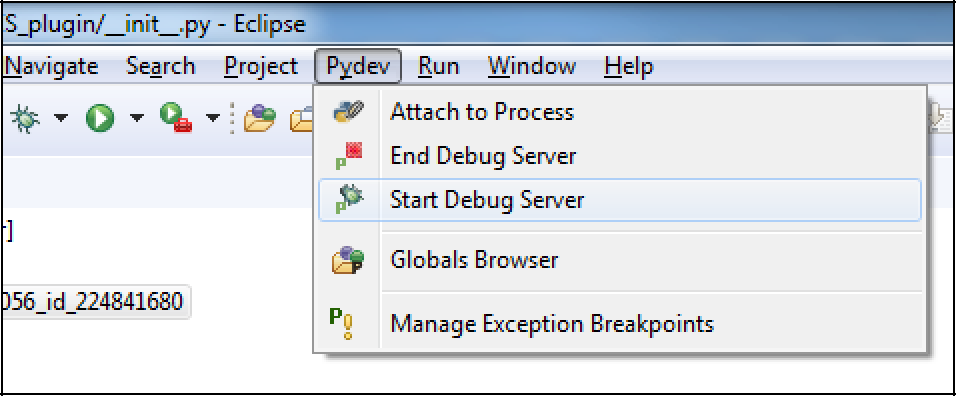 S_plugin/__init__.py - Eclipse
Navigate Search Project Pydev Run Window Help
Attach to Process
End Debug Server
Start Debug Server
r]
Globals Browser
056_id_224841680
Manage Exception Breakpoints